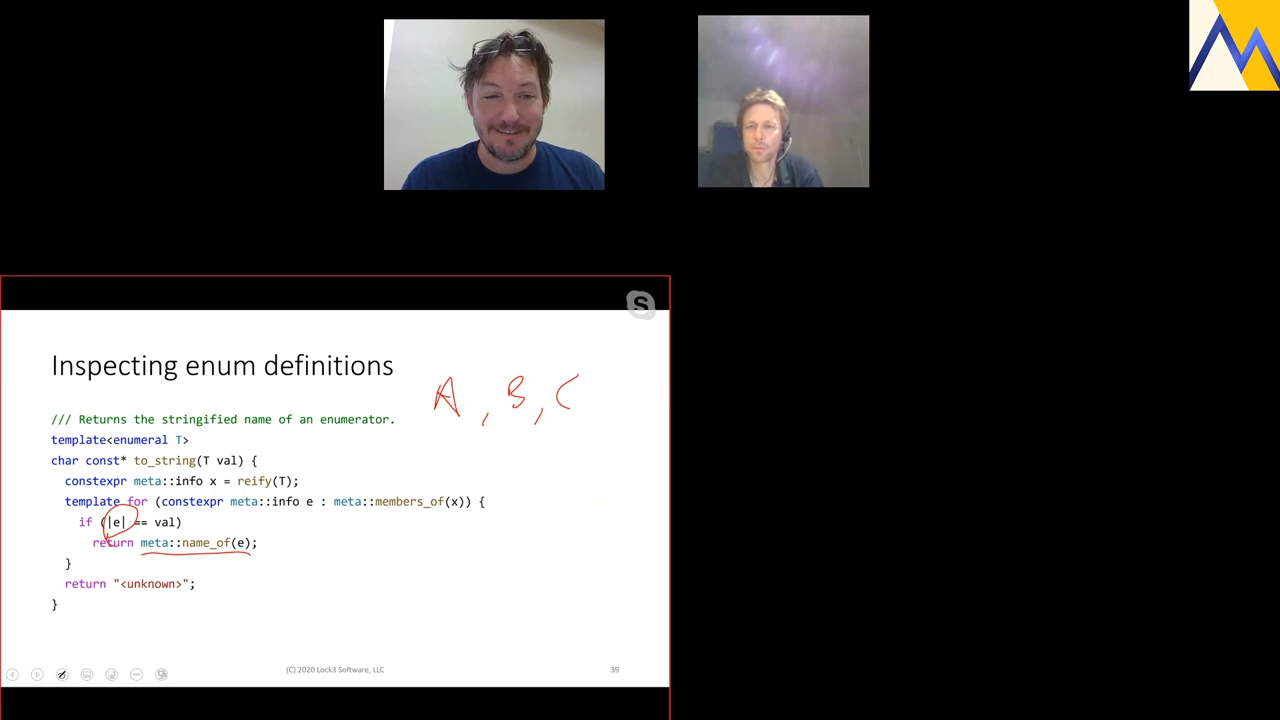 S
Inspecting enum definitions
A, B, C
/// Returns the stringified name of an enumerator.
template<enumeral T>
char const* to_string(T val) {
constexpr meta::info x = reify(T);
template for (constexpr meta::info e : meta::members_of(x)) {
if (|e| == val)
return meta::name_of(e);
}
return "<unknown>";
}
(C) 2020 Lock3 Software, LLC
39